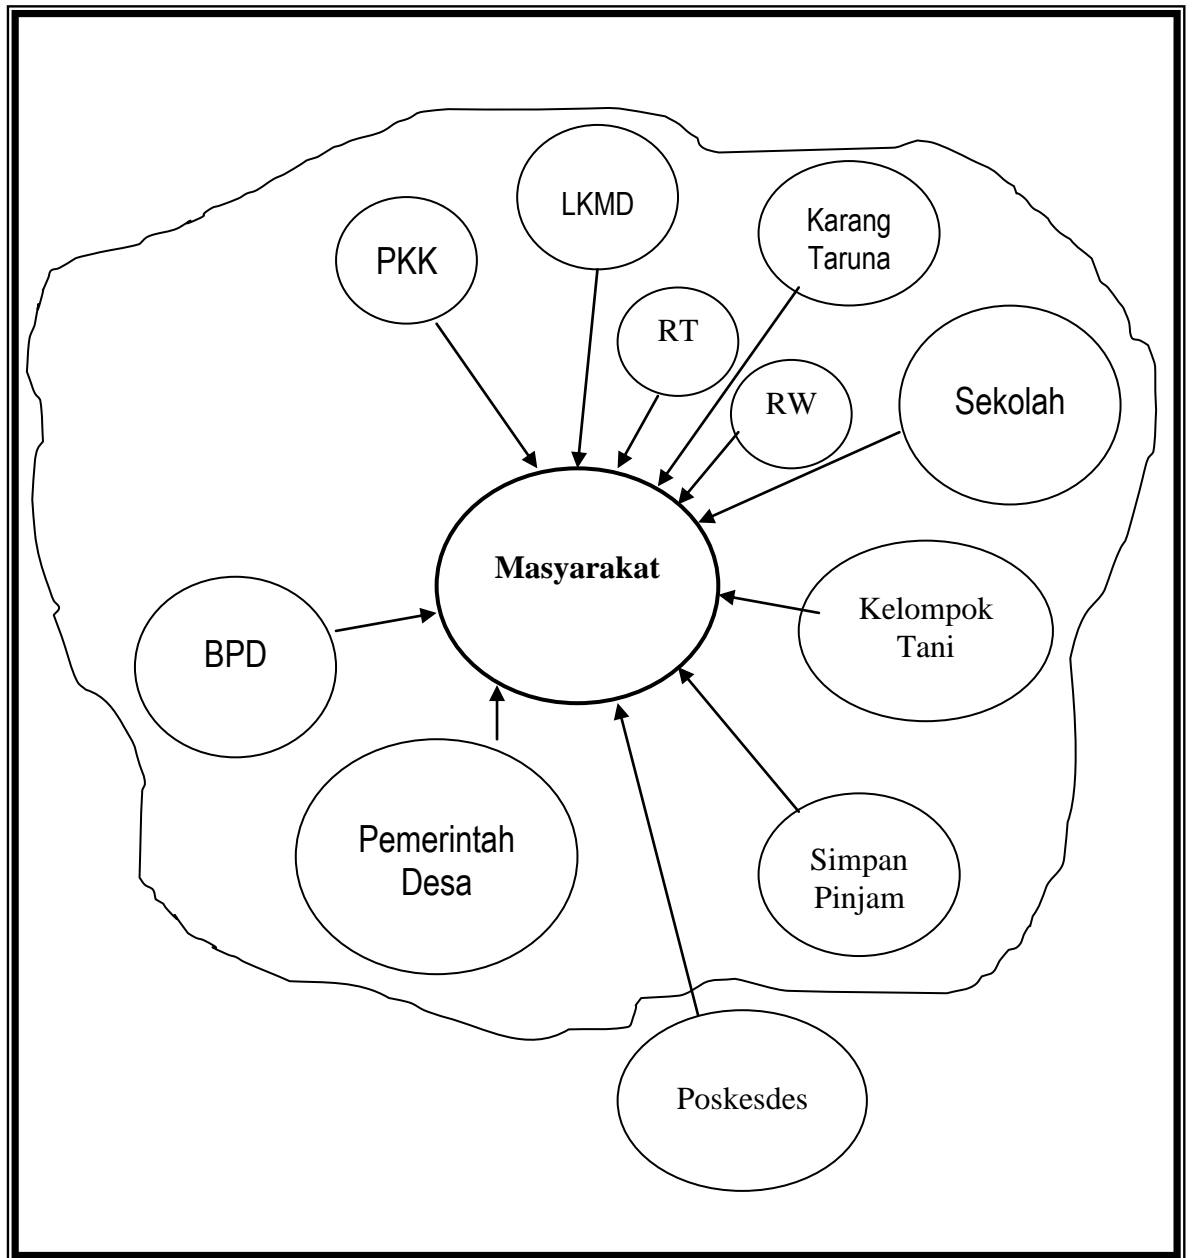 LKMD
Karang
Taruna
PKK
RT
RW
Sekolah
Masyarakat
Kelompok
Tani
BPD
Pemerintah
Desa
Simpan
Pinjam
Poskesdes